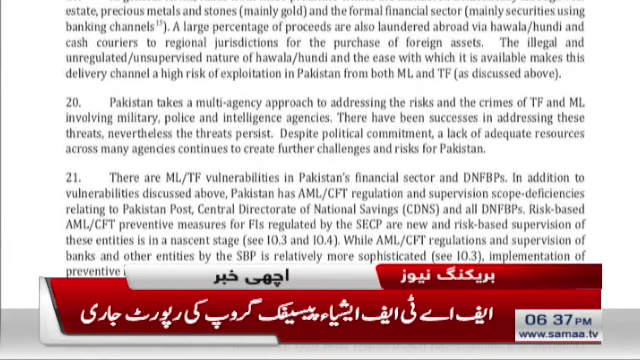 estate, precious metals and stones (mainly gold) and the formal financial sector (mainly securities using
banking channels¹⁵). A large percentage of proceeds are also laundered abroad via hawala/hundi and
cash couriers to regional jurisdictions for the purchase of foreign assets. The illegal and
unregulated/unsupervised nature of hawala/hundi and the ease with which it is available makes this
delivery channel a high risk of exploitation in Pakistan from both ML and TF (as discussed above).
20. Pakistan takes a multi-agency approach to addressing the risks and the crimes of TF and ML
involving military, police and intelligence agencies. There have been successes in addressing these
threats, nevertheless the threats persist. Despite political commitment, a lack of adequate resources
across many agencies continues to create further challenges and risks for Pakistan.
21. There are ML/TF vulnerabilities in Pakistan's financial sector and DNFBPs. In addition to
vulnerabilities discussed above, Pakistan has AML/CFT regulation and supervision scope-deficiencies
relating to Pakistan Post, Central Directorate of National Savings (CDNS) and all DNFBPs. Risk-based
AML/CFT preventive measures for FIs regulated by the SECP are new and risk-based supervision of
these entities is in a nascent stage (see IO.3 and IO.4). While AML/CFT regulations and supervision of
banks and other entities by the SBP is relatively more sophisticated (see IO.3), implementation of
preventive
بریکنگ نیوز
اچھی خبر
ایف اے ٹی ایف ایشیاء پیسیفک گروپ کی رپورٹ جاری
06 37 PM
www.samaa.tv